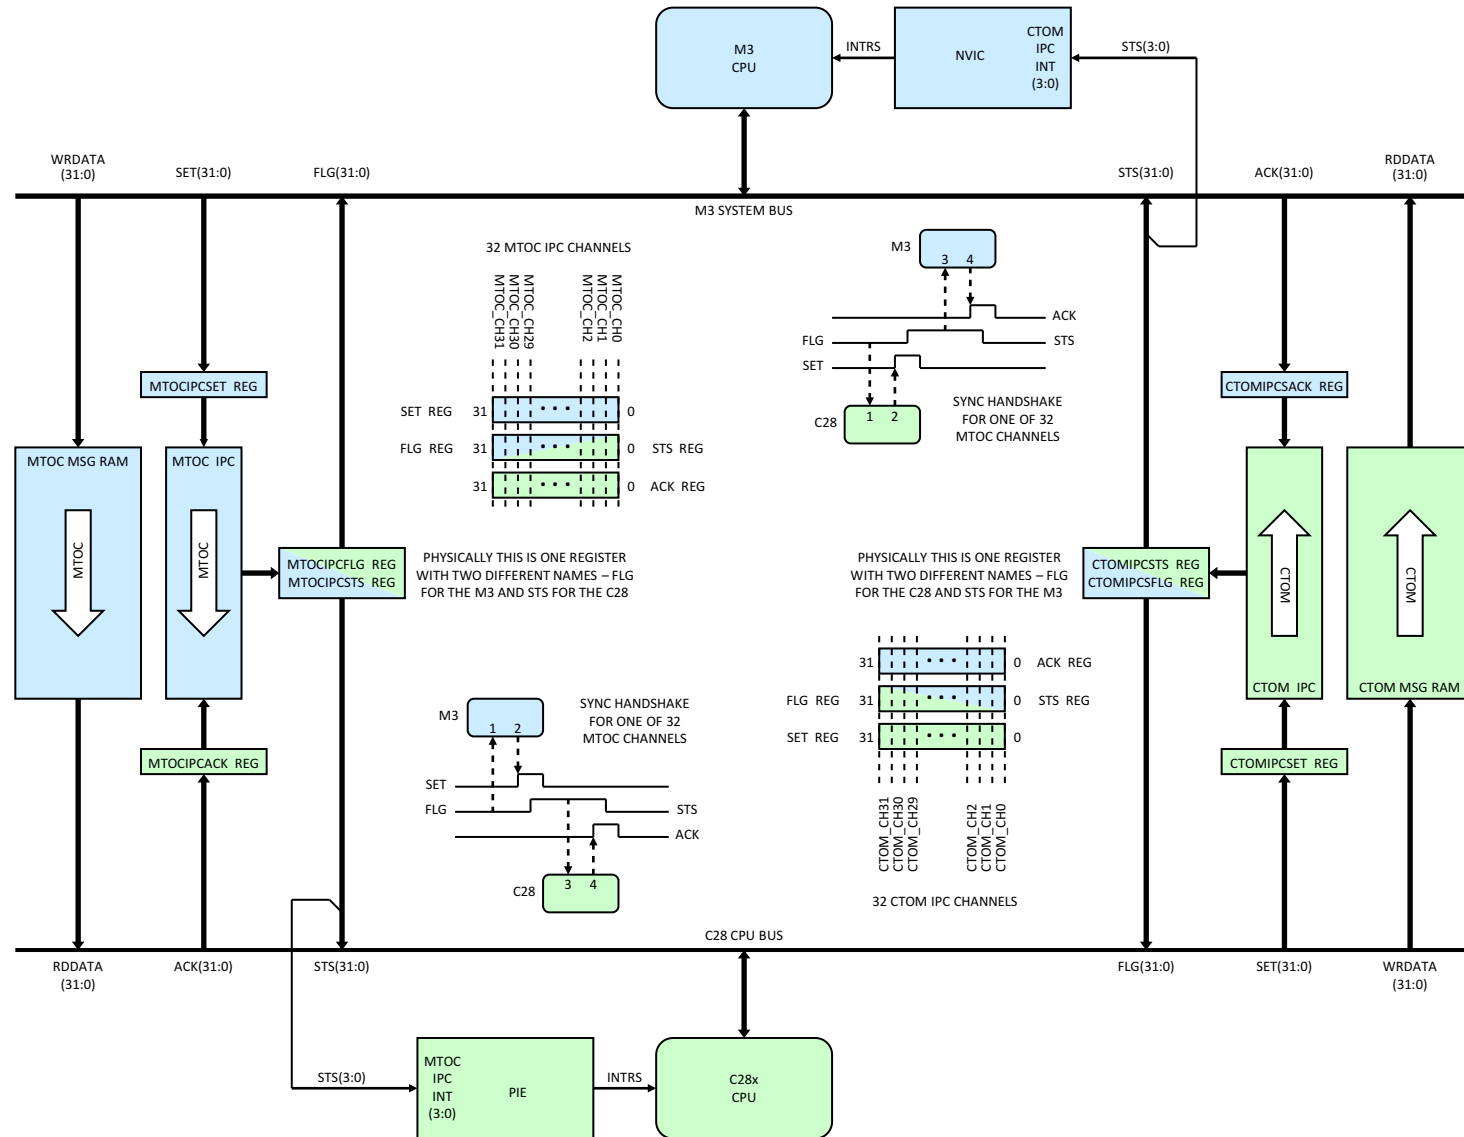 M3
CPU
INTRS
NVIC
CTOM
IPC
INT
(3:0)
STS(3:0)
WRDATA
(31:0)
SET(31:0)
FLG(31:0)
STS(31:0)
ACK(31:0)
RDDATA
(31:0)
M3 SYSTEM BUS
32 MTOC IPC CHANNELS
MTOC_CH31
MTOC_CH30
MTOC_CH29
MTOC_CH2
MTOC_CH1
MTOC_CH0
SET REG 31 • • • 0
FLG REG 31 • • • 0 STS REG
31 • • • 0 ACK REG
M3
3 4
ACK
FLG STS
SET
C28
1 2
SYNC HANDSHAKE
FOR ONE OF 32
MTOC CHANNELS
MTOCIPCSET REG
CTOMIPCSACK REG
MTOC MSG RAM
MTOC
MTOC IPC
MTOC
MTOCIPCFLG REG
MTOCIPCSTS REG
PHYSICALLY THIS IS ONE REGISTER
WITH TWO DIFFERENT NAMES – FLG
FOR THE M3 AND STS FOR THE C28
PHYSICALLY THIS IS ONE REGISTER
WITH TWO DIFFERENT NAMES – FLG
FOR THE C28 AND STS FOR THE M3
CTOMIPCSTS REG
CTOMIPCSFLG REG
CTOM
CTOM IPC
CTOM
CTOM MSG RAM
MTOCIPCACK REG
CTOMIPCSET REG
M3
1 2
SYNC HANDSHAKE
FOR ONE OF 32
MTOC CHANNELS
SET
FLG STS
ACK
C28
3 4
31 • • • 0 ACK REG
FLG REG 31 • • • 0 STS REG
SET REG 31 • • • 0
CTOM_CH31
CTOM_CH30
CTOM_CH29
CTOM_CH2
CTOM_CH1
CTOM_CH0
32 CTOM IPC CHANNELS
C28 CPU BUS
RDDATA
(31:0)
ACK(31:0)
STS(31:0)
FLG(31:0)
SET(31:0)
WRDATA
(31:0)
STS(3:0)
MTOC
IPC
INT
(3:0)
PIE
INTRS
C28x
CPU